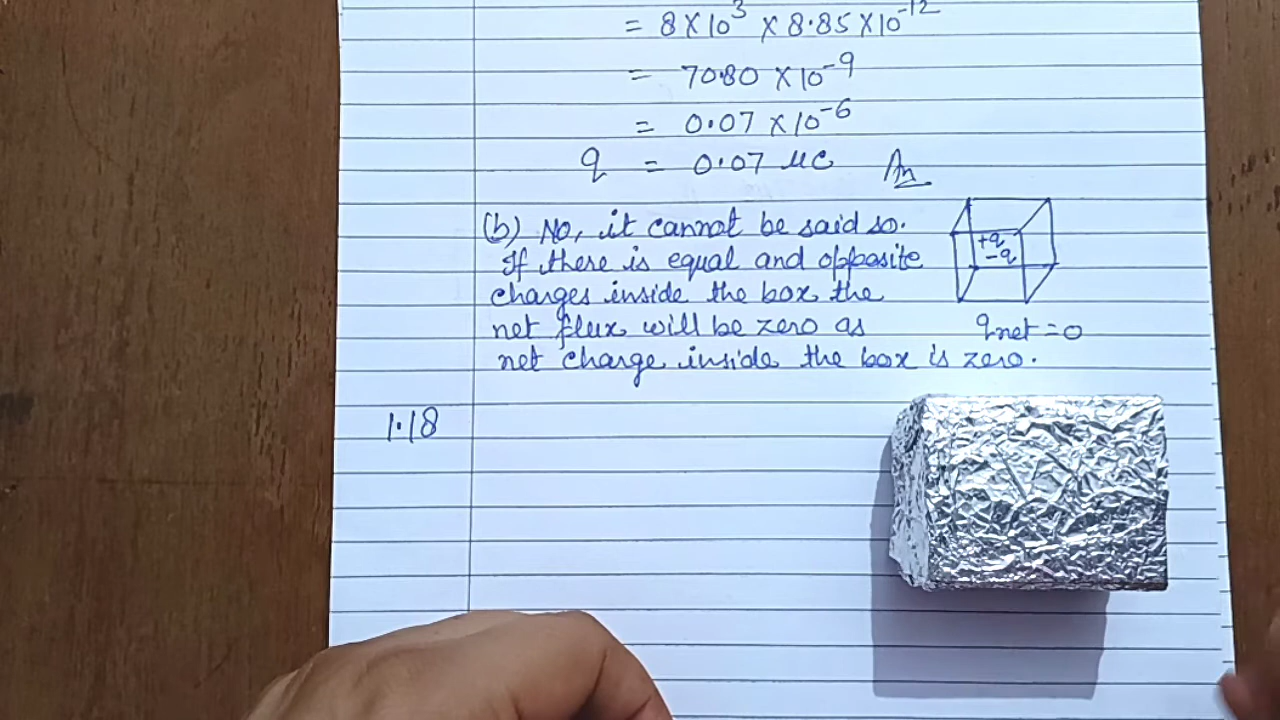 = 8 × 10³ × 8.85 × 10⁻¹²
= 70.80 × 10⁻⁹
= 0.07 × 10⁻⁶
q = 0.07 μC An
(b) No, it cannot be said so.
If there is equal and opposite
charges inside the box the
net flux will be zero as
net charge inside the box is zero.
+q
-q
qnet = 0
1.18